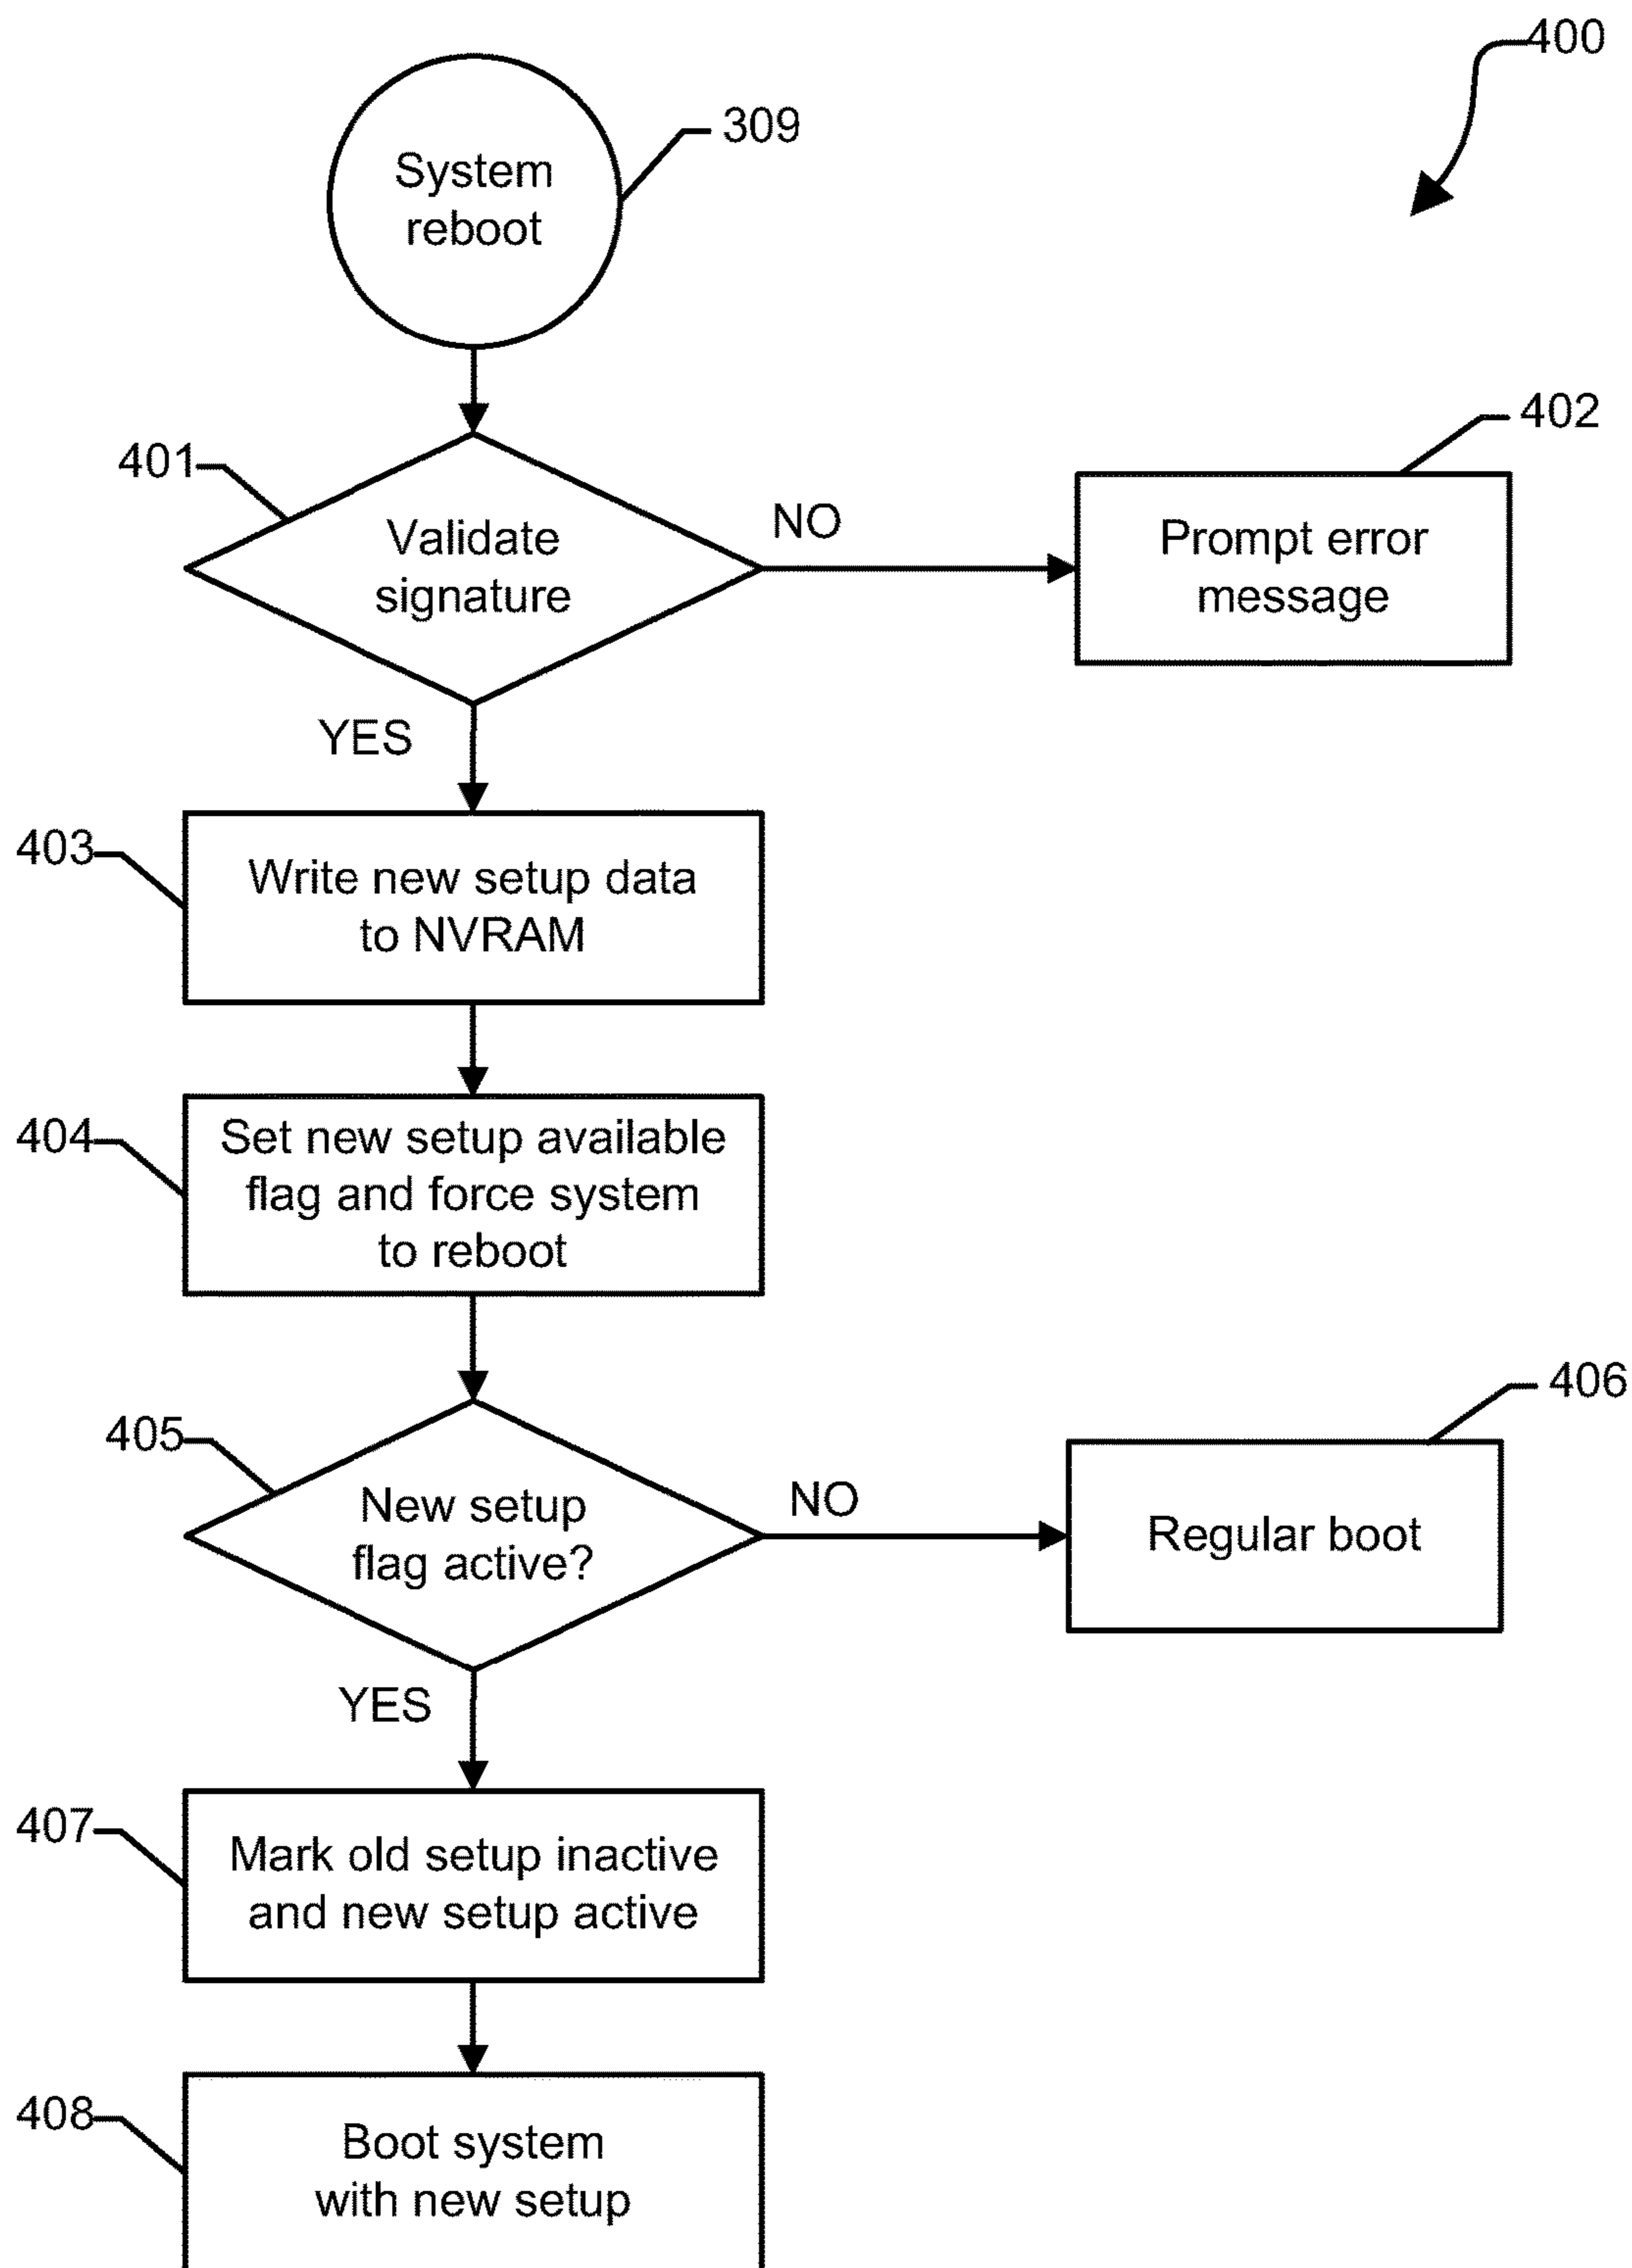 400
System
reboot
309
401
Validate
signature
NO
402
Prompt error
message
YES
403
Write new setup data
to NVRAM
404
Set new setup available
flag and force system
to reboot
405
New setup
flag active?
NO
406
Regular boot
YES
407
Mark old setup inactive
and new setup active
408
Boot system
with new setup